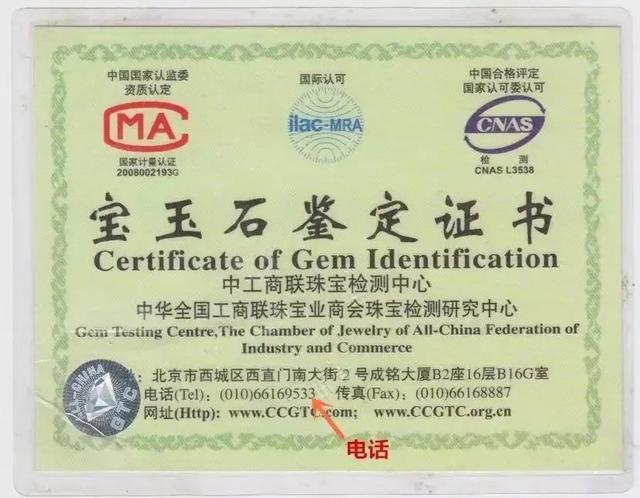 中国国家认监委
资质认定
国际认可
中国合格评定
国家认可委认可
CMA
ilac-MRA
CNAS
国家计量认证
2008002193G
检 测
CNAS L3538
宝玉石鉴定证书
Certificate of Gem Identification
中工商联珠宝检测中心
中华全国工商联珠宝业商会珠宝检测研究中心
Gem Testing Centre,The Chamber of Jewelry of All-China Federation of
Industry and Commerce
：北京市西城区西直门南大街2号成铭大厦B2座16层B16G室
电话(Tel)：(010)66169533 传真(Fax)：(010)66168887
网址(Http)：www.CCGTC.com；www.CCGTC.org.cn
电话